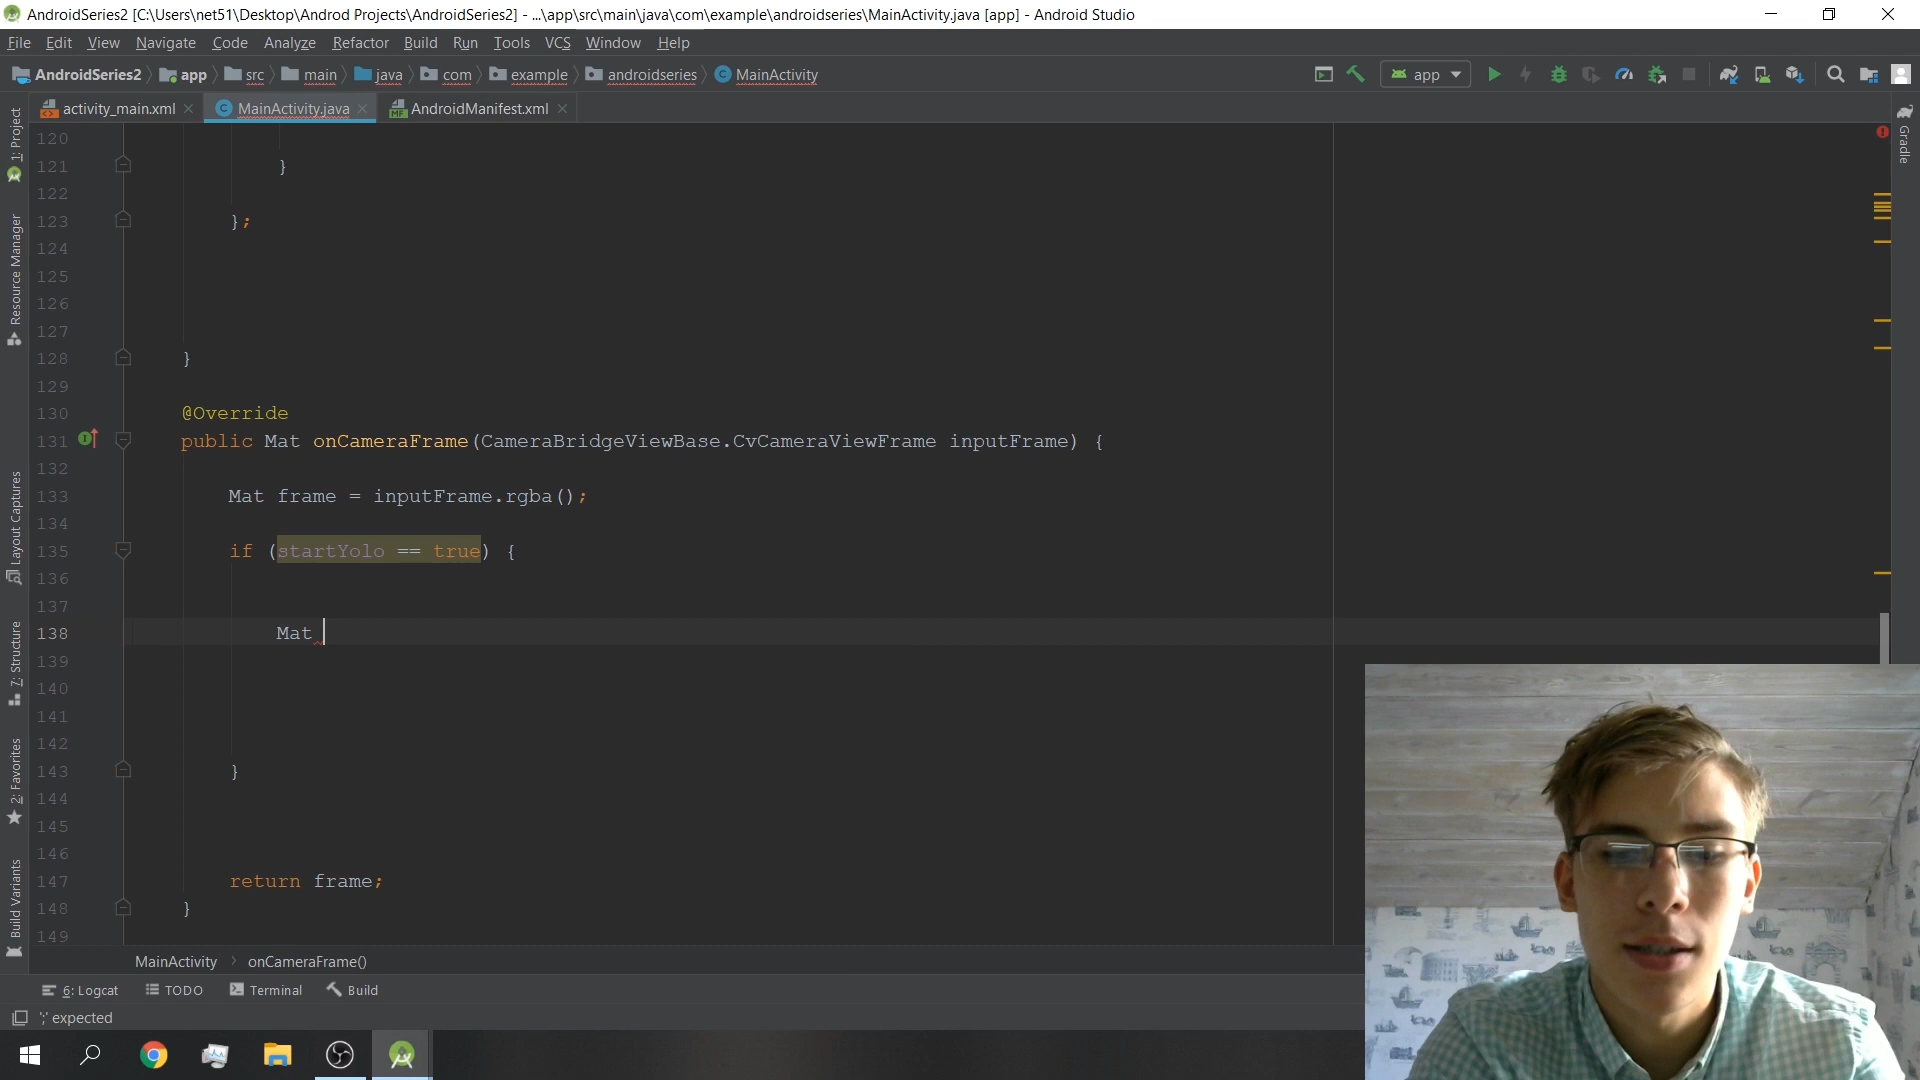 AndroidSeries2 [C:\Users\net51\Desktop\Androd Projects\AndroidSeries2] - ...\app\src\main\java\com\example\androidseries\MainActivity.java [app] - Android Studio
File Edit View Navigate Code Analyze Refactor Build Run Tools VCS Window Help
AndroidSeries2 app src main java com example androidseries MainActivity app
activity_main.xml MainActivity.java AndroidManifest.xml
1: Project
Resource Manager
Layout Captures
7: Structure
2: Favorites
Build Variants
Gradle
120
121 }
122
123 };
124
125
126
127
128 }
129
130 @Override
131 public Mat onCameraFrame(CameraBridgeViewBase.CvCameraViewFrame inputFrame) {
132
133 Mat frame = inputFrame.rgba();
134
135 if (startYolo == true) {
136
137
138 Mat
139
140
141
142
143 }
144
145
146
147 return frame;
148 }
149
MainActivity onCameraFrame()
6: Logcat TODO Terminal Build
';' expected